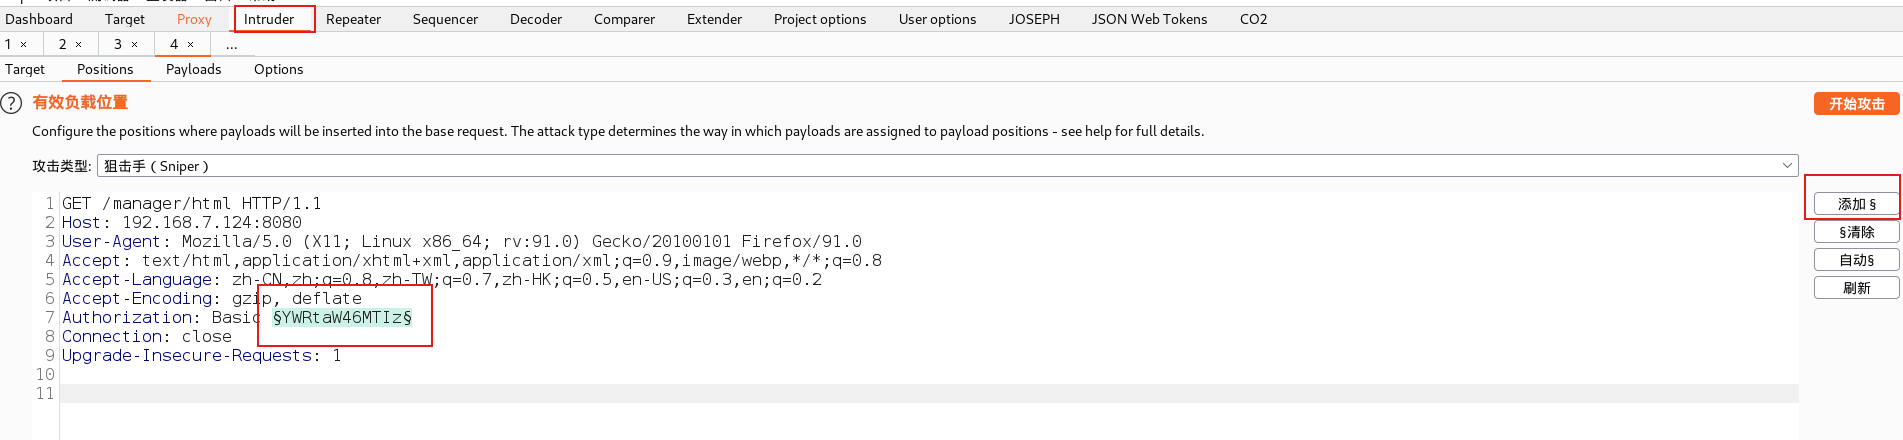 Dashboard Target Proxy Intruder Repeater Sequencer Decoder Comparer Extender Project options User options JOSEPH JSON Web Tokens CO2
1 × 2 × 3 × 4 × ...
Target Positions Payloads Options
? 有效负载位置 开始攻击
Configure the positions where payloads will be inserted into the base request. The attack type determines the way in which payloads are assigned to payload positions - see help for full details.
攻击类型: 狙击手 ( Sniper )
1 GET /manager/html HTTP/1.1
添加 §
2 Host: 192.168.7.124:8080
3 User-Agent: Mozilla/5.0 (X11; Linux x86_64; rv:91.0) Gecko/20100101 Firefox/91.0
§清除
4 Accept: text/html,application/xhtml+xml,application/xml;q=0.9,image/webp,*/*;q=0.8
自动§
5 Accept-Language: zh-CN,zh;q=0.8,zh-TW;q=0.7,zh-HK;q=0.5,en-US;q=0.3,en;q=0.2
6 Accept-Encoding: gzip, deflate
刷新
7 Authorization: Basic §YWRtaW46MTIz§
8 Connection: close
9 Upgrade-Insecure-Requests: 1
10
11